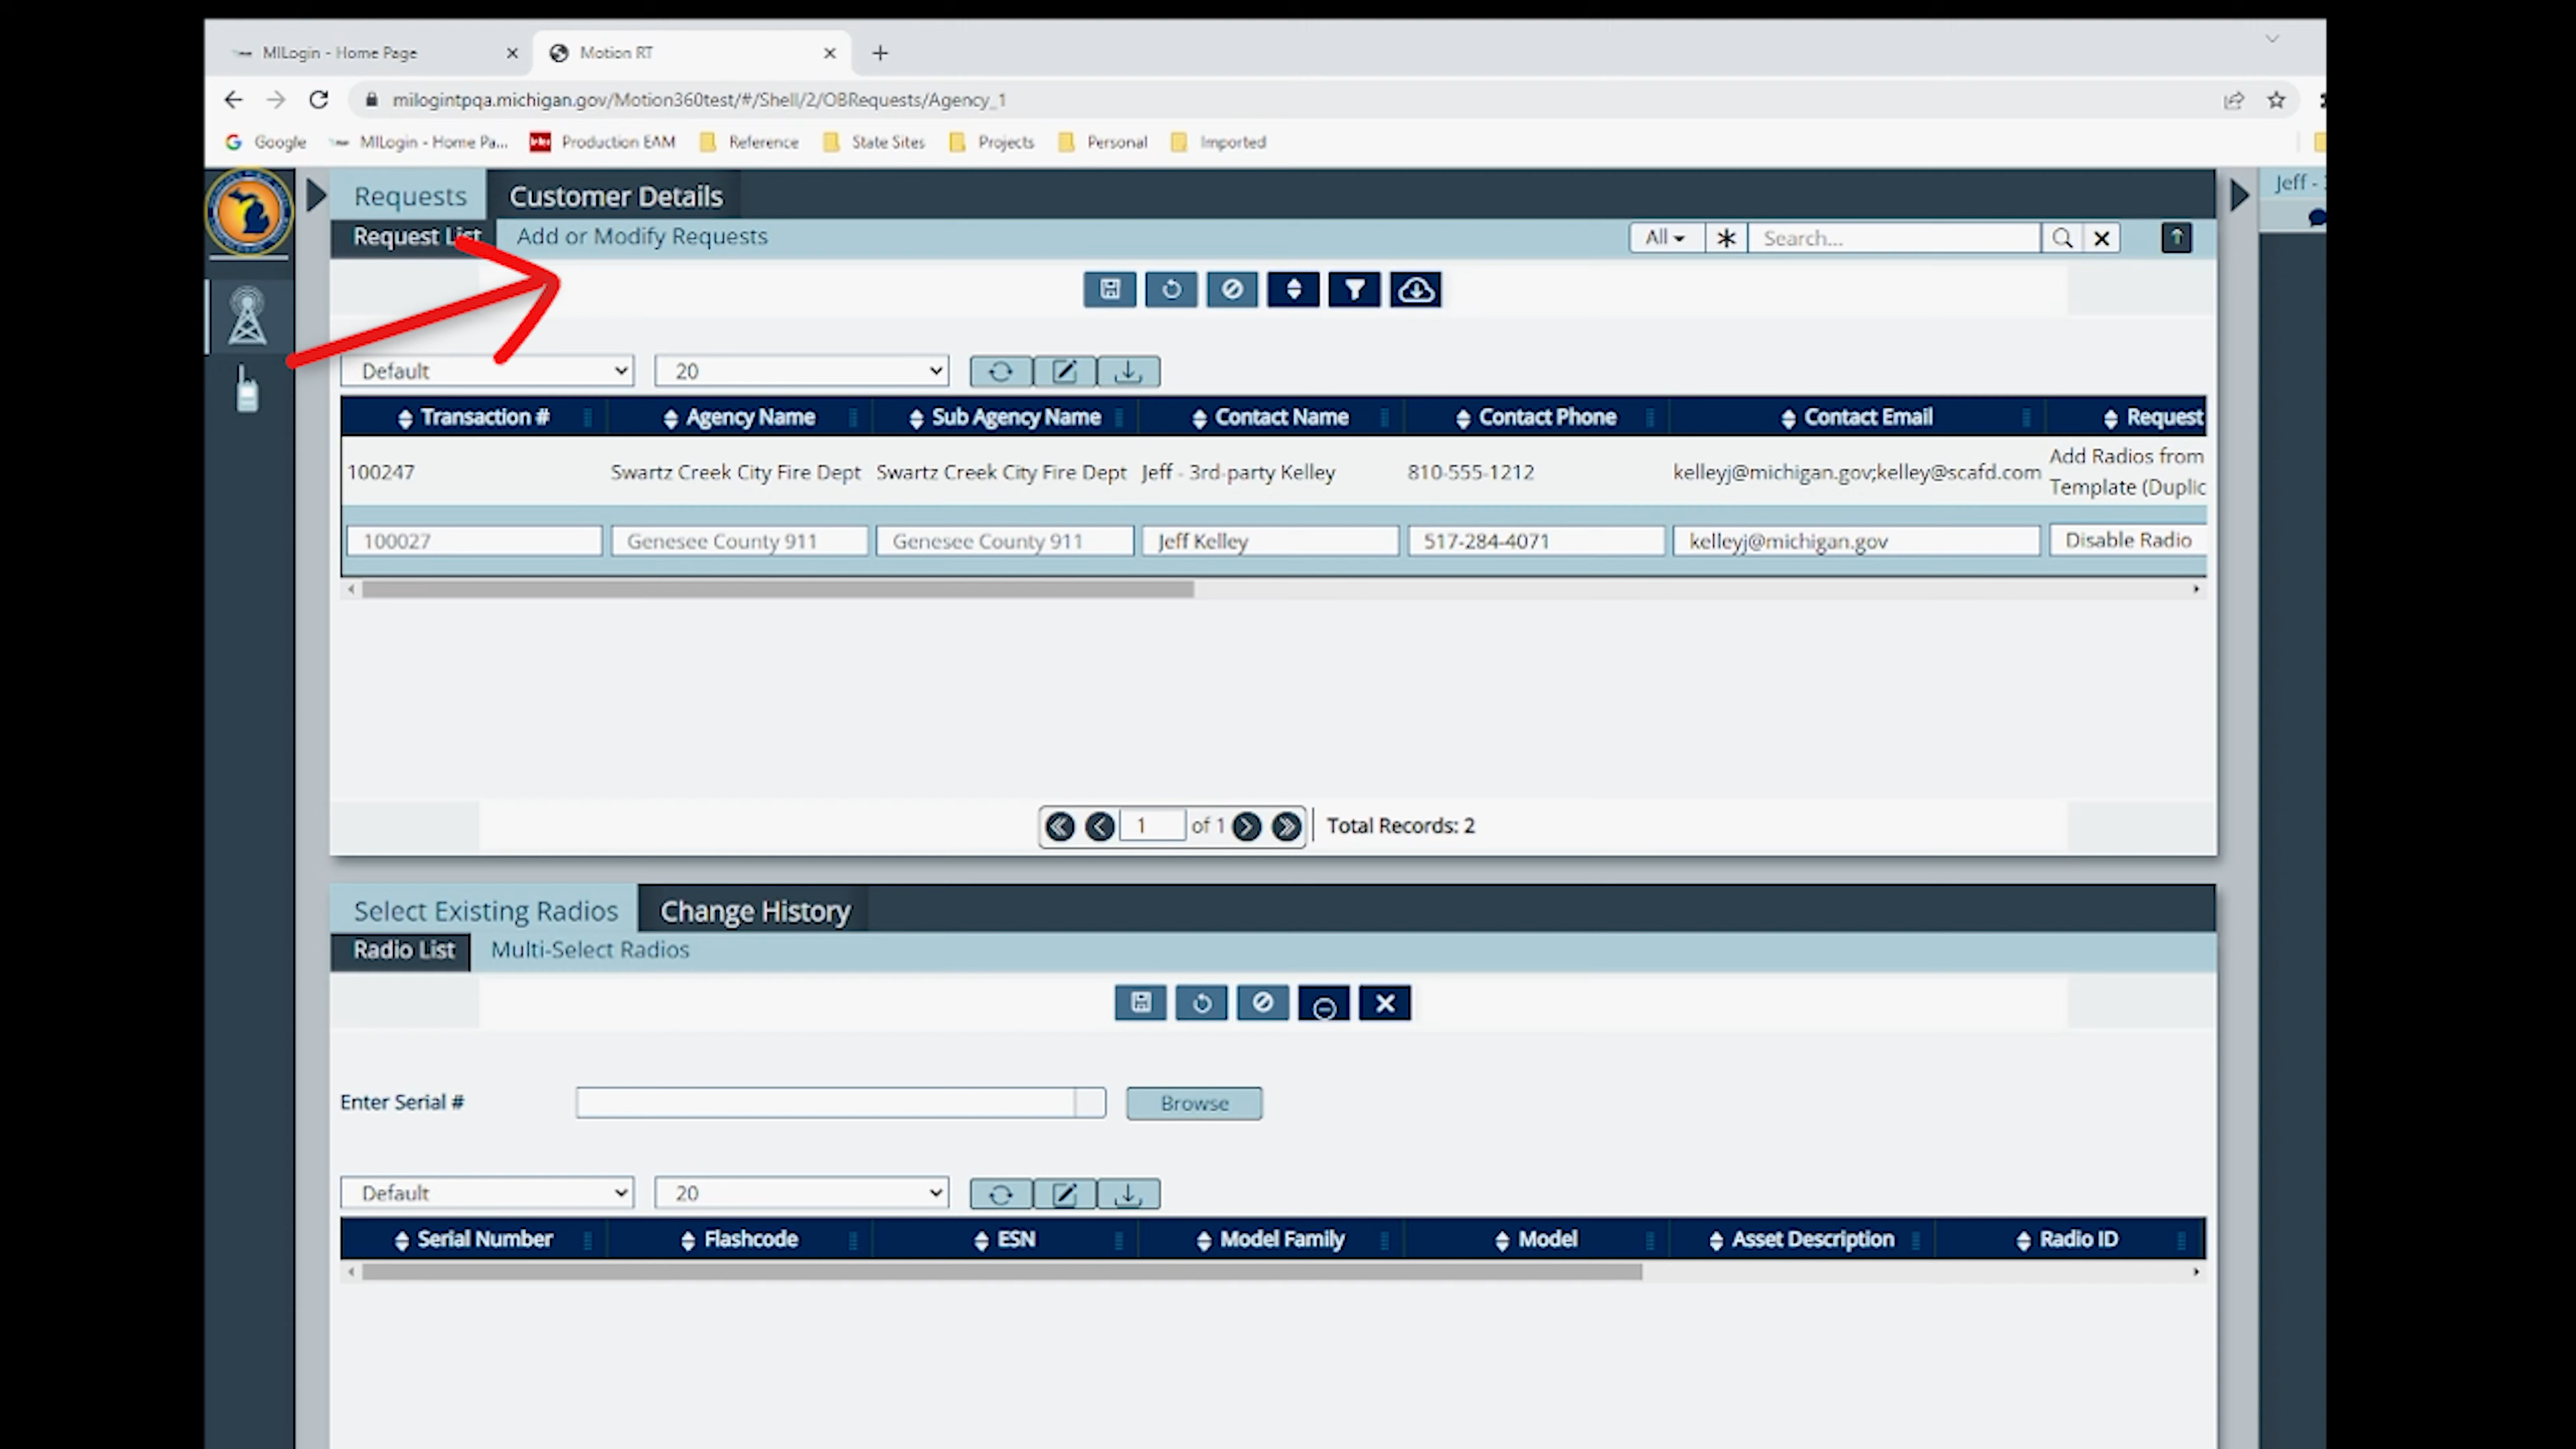 MILogin - Home Page
Motion RT
milogintpqa.michigan.gov/Motion360test/#/Shell/2/OBRequests/Agency_1
Google MILogin - Home Pa... Production EAM Reference State Sites Projects Personal Imported
Requests Customer Details
Jeff -
Request List Add or Modify Requests All Search...
Default 20
Transaction # Agency Name Sub Agency Name Contact Name Contact Phone Contact Email Request
100247 Swartz Creek City Fire Dept Swartz Creek City Fire Dept Jeff - 3rd-party Kelley 810-555-1212 kelleyj@michigan.gov;kelley@scafd.com Add Radios from
Template (Duplic
100027 Genesee County 911 Genesee County 911 Jeff Kelley 517-284-4071 kelleyj@michigan.gov Disable Radio
1 of 1 Total Records: 2
Select Existing Radios Change History
Radio List Multi-Select Radios
Enter Serial # Browse
Default 20
Serial Number Flashcode ESN Model Family Model Asset Description Radio ID